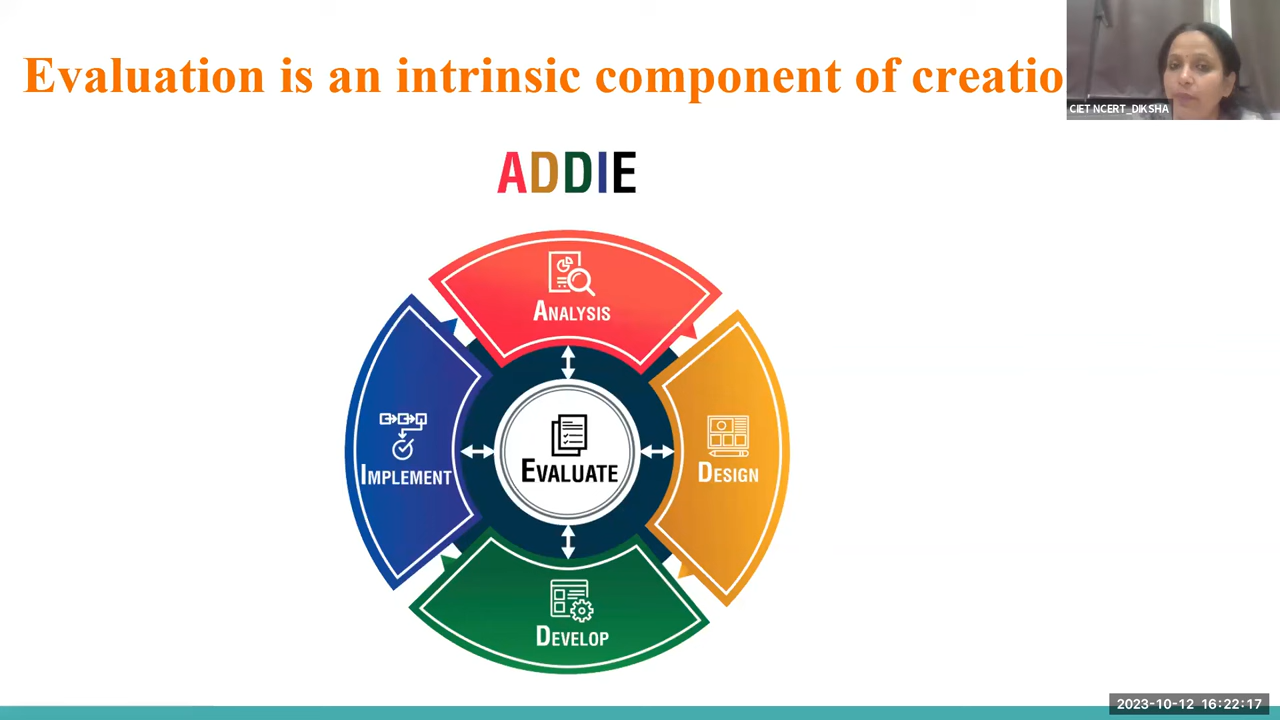 Evaluation is an intrinsic component of creatio
CIET NCERT_DIKSHA
ADDIE
ANALYSIS
IMPLEMENT
EVALUATE
DESIGN
DEVELOP
2023-10-12 16:22:17